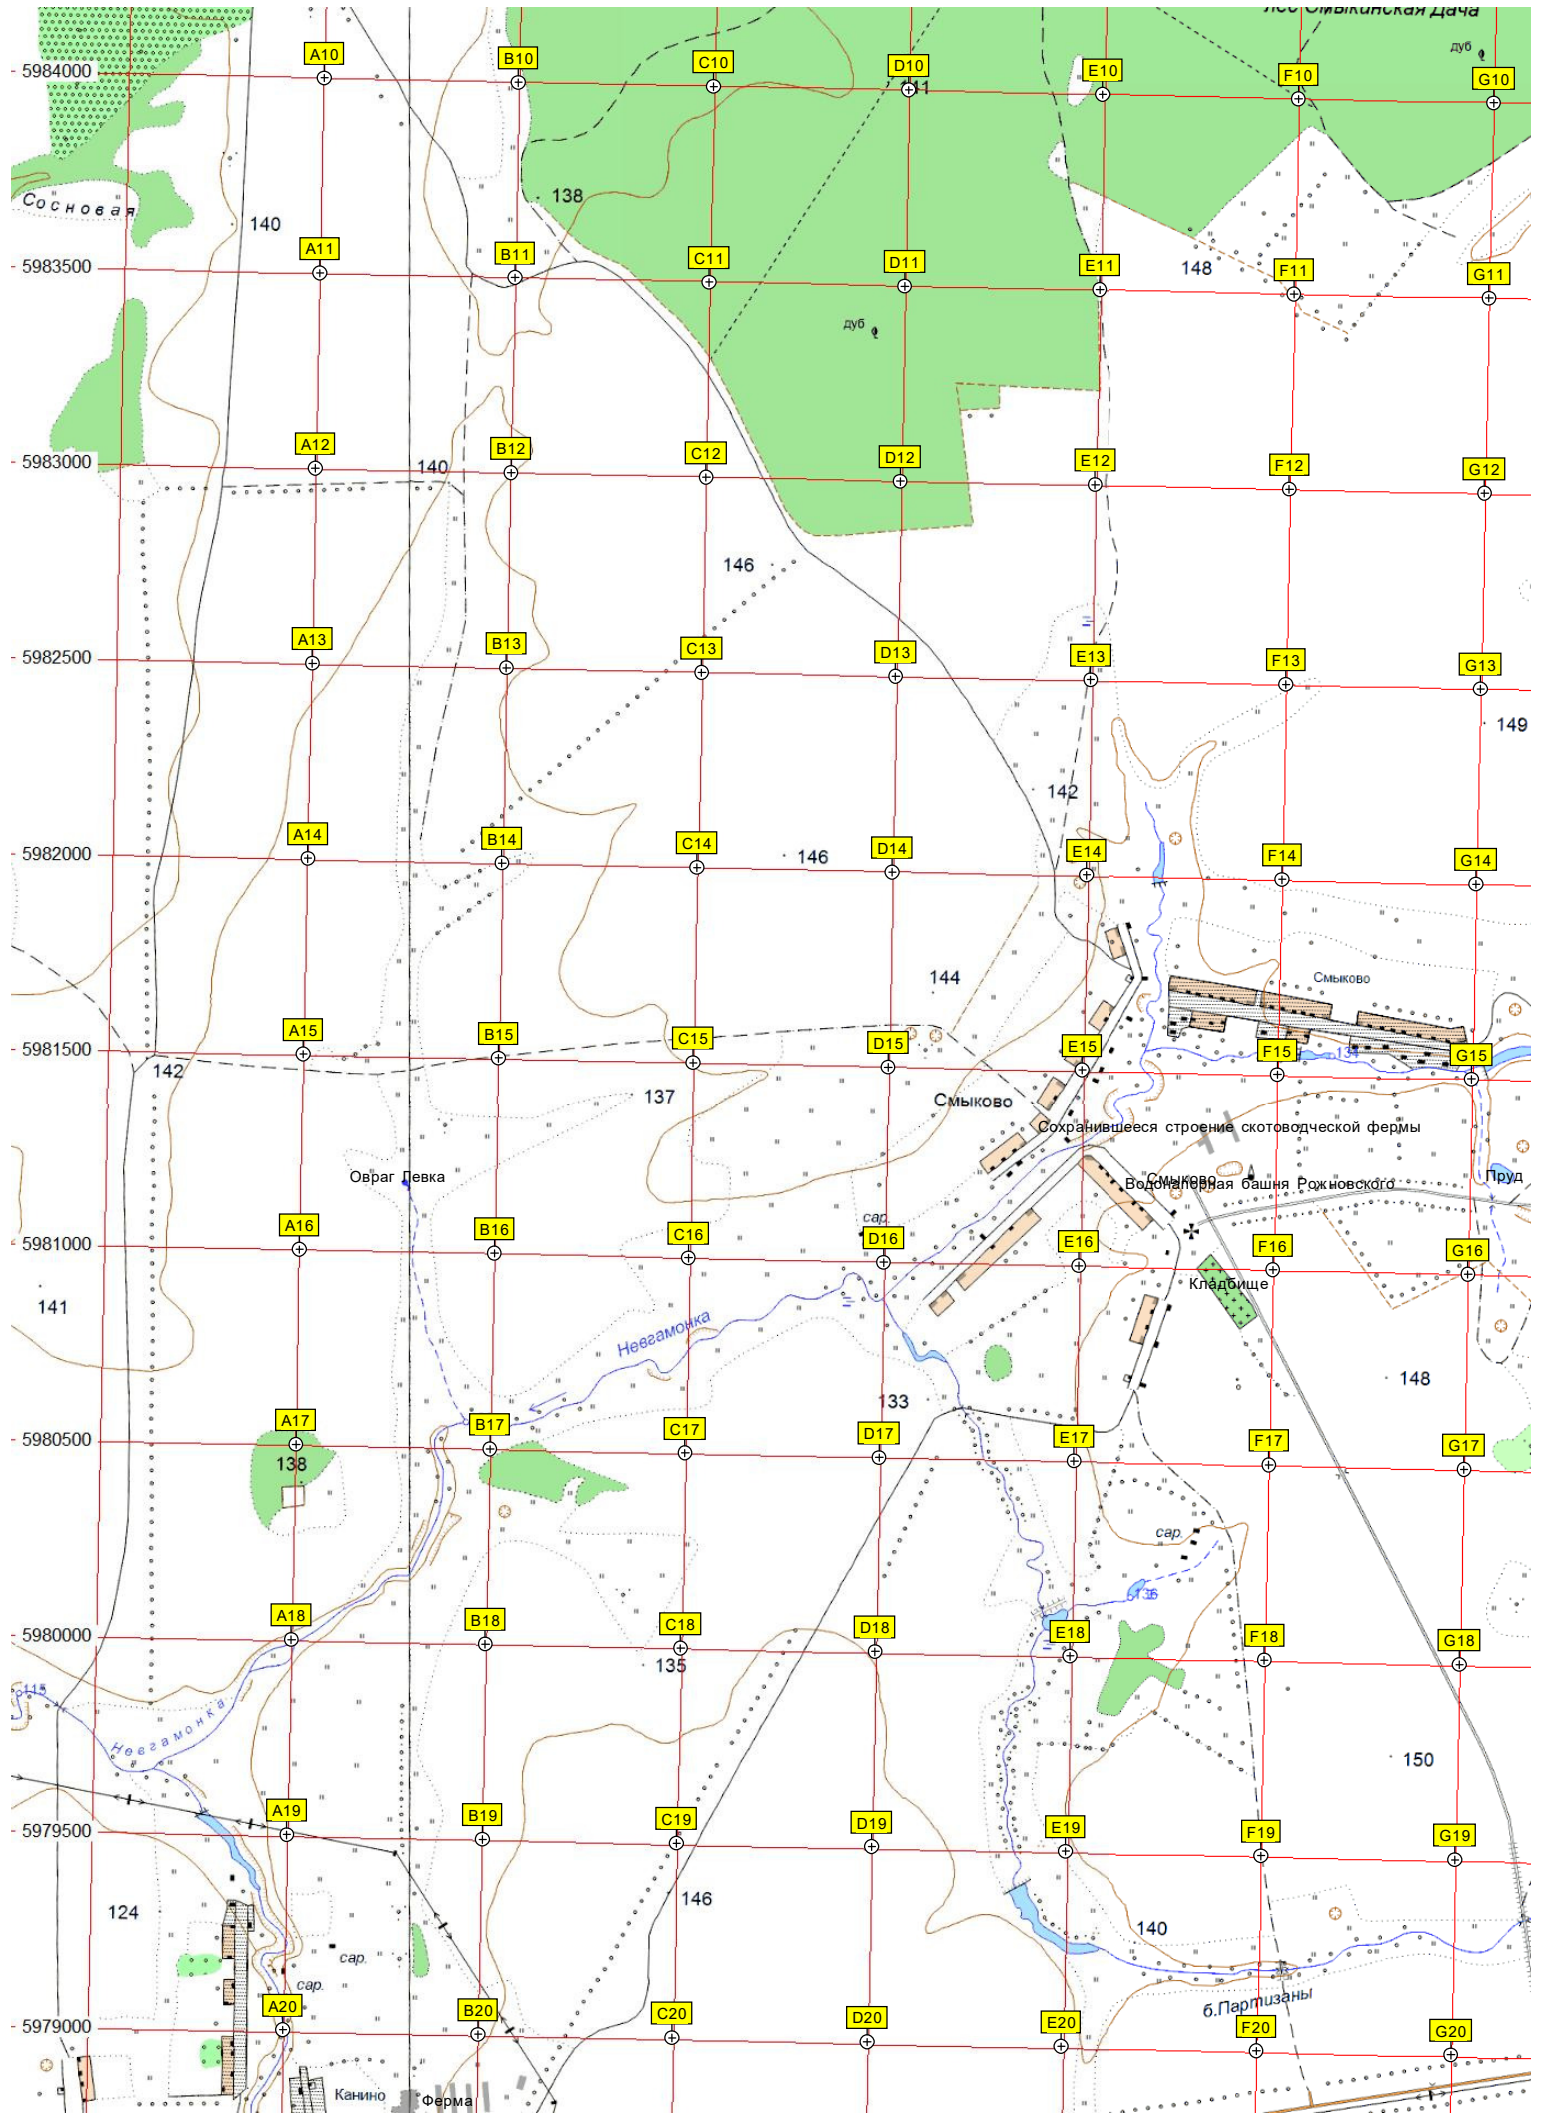 лес Смыкинская Дача
дуб
A10
B10
C10
D10
E10
F10
G10
5984000
138
Сосновая
140
A11
B11
C11
D11
E11
F11
G11
148
5983500
дуб
A12
B12
C12
D12
E12
F12
G12
5983000
140
146
A13
B13
C13
D13
E13
F13
G13
5982500
149
142
A14
B14
C14
D14
E14
F14
G14
5982000
146
144
Смыково
A15
B15
C15
D15
E15
F15
G15
5981500
134
142
137
Смыково
Сохранившееся строение скотоводческой фермы
Овраг Левка
Смыково
Водонапорная башня Рожновского
Пруд
сар.
A16
B16
C16
D16
E16
F16
G16
5981000
Кладбище
141
Невгамонка
148
133
A17
B17
C17
D17
E17
F17
G17
5980500
138
сар.
136
A18
B18
C18
D18
E18
F18
G18
5980000
135
115
Невгамонка
150
A19
B19
C19
D19
E19
F19
G19
5979500
146
124
140
сар.
сар.
б.Партизаны
A20
B20
C20
D20
E20
F20
G20
5979000
Канино
Ферма